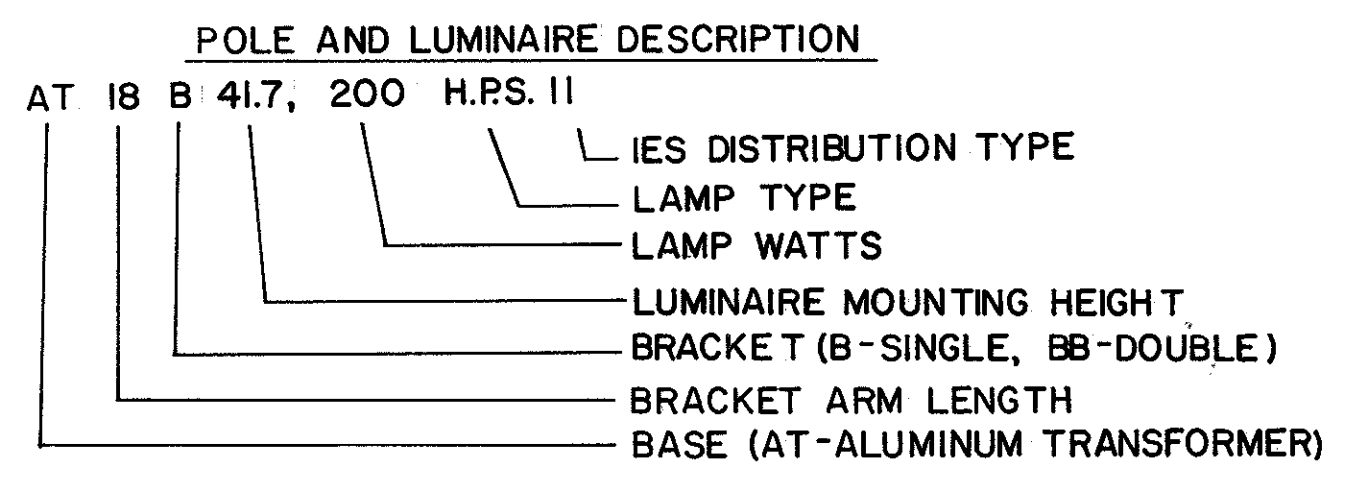 POLE AND LUMINAIRE DESCRIPTION
AT 18 B 41.7, 200 H.P.S. II
IES DISTRIBUTION TYPE
LAMP TYPE
LAMP WATTS
LUMINAIRE MOUNTING HEIGHT
BRACKET (B-SINGLE, BB-DOUBLE)
BRACKET ARM LENGTH
BASE (AT-ALUMINUM TRANSFORMER)